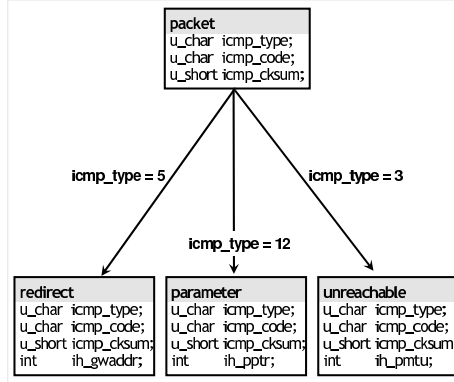 packet
u_char icmp_type;
u_char icmp_code;
u_short icmp_cksum;
icmp_type = 5
icmp_type = 3
icmp_type = 12
redirect
u_char icmp_type;
u_char icmp_code;
u_short icmp_cksum;
int ih_gwaddr;
parameter
u_char icmp_type;
u_char icmp_code;
u_short icmp_cksum;
int ih_pptr;
unreachable
u_char icmp_type;
u_char icmp_code;
u_short icmp_cksum;
int ih_pmtu;